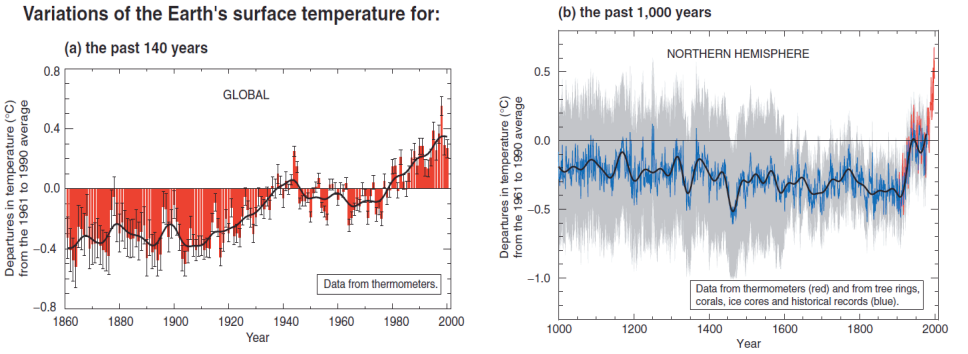 Variations of the Earth's surface temperature for:
(a) the past 140 years
GLOBAL
Departures in temperature (°C)
from the 1961 to 1990 average
0.8
0.4
0.0
−0.4
−0.8
Data from thermometers.
1860 1880 1900 1920 1940 1960 1980 2000
Year
(b) the past 1,000 years
NORTHERN HEMISPHERE
Departures in temperature (°C)
from the 1961 to 1990 average
0.5
0.0
−0.5
−1.0
Data from thermometers (red) and from tree rings,
corals, ice cores and historical records (blue).
1000 1200 1400 1600 1800 2000
Year